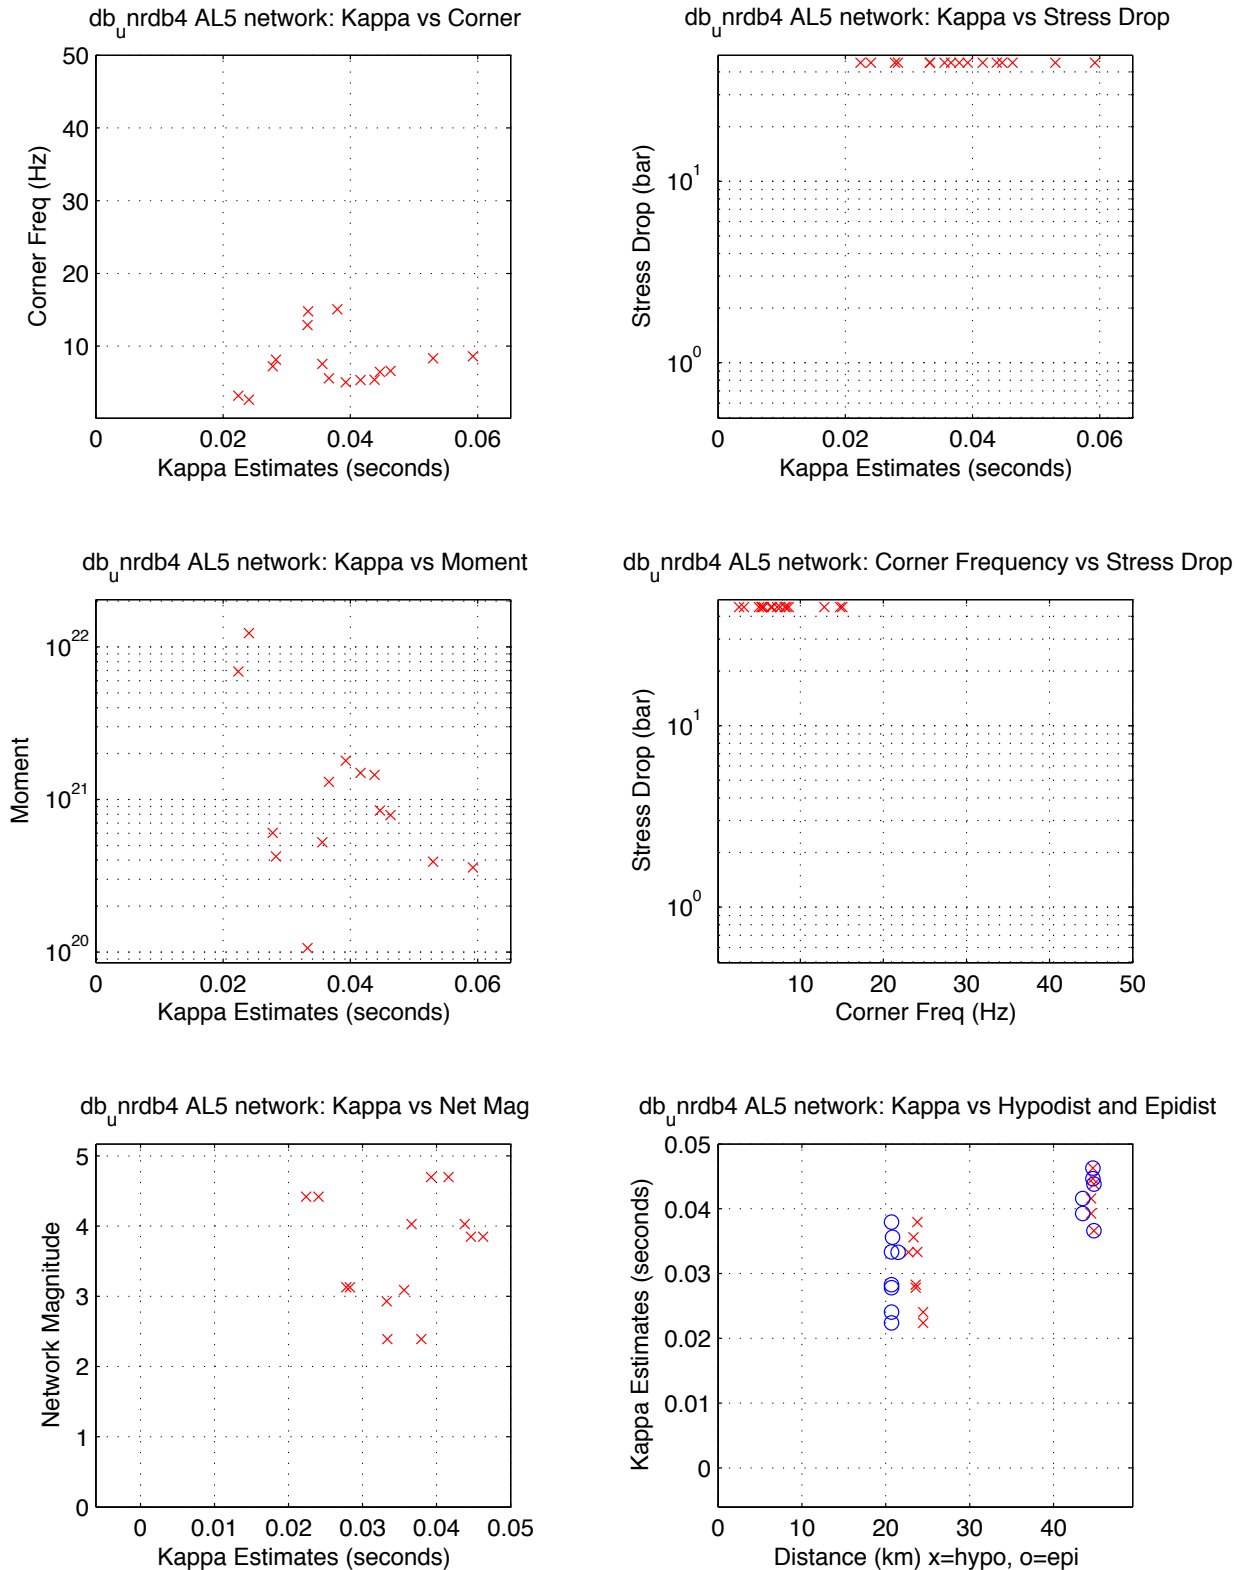 db_unrdb4 AL5 network: Kappa vs Corner
50
40
30
20
10
Corner Freq (Hz)
0 0.02 0.04 0.06
Kappa Estimates (seconds)
db_unrdb4 AL5 network: Kappa vs Stress Drop
10^1
10^0
Stress Drop (bar)
0 0.02 0.04 0.06
Kappa Estimates (seconds)
db_unrdb4 AL5 network: Kappa vs Moment
10^22
10^21
10^20
Moment
0 0.02 0.04 0.06
Kappa Estimates (seconds)
db_unrdb4 AL5 network: Corner Frequency vs Stress Drop
10^1
10^0
Stress Drop (bar)
10 20 30 40 50
Corner Freq (Hz)
db_unrdb4 AL5 network: Kappa vs Net Mag
5
4
3
2
1
0
Network Magnitude
0 0.01 0.02 0.03 0.04 0.05
Kappa Estimates (seconds)
db_unrdb4 AL5 network: Kappa vs Hypodist and Epidist
0.05
0.04
0.03
0.02
0.01
0
Kappa Estimates (seconds)
0 10 20 30 40
Distance (km) x=hypo, o=epi